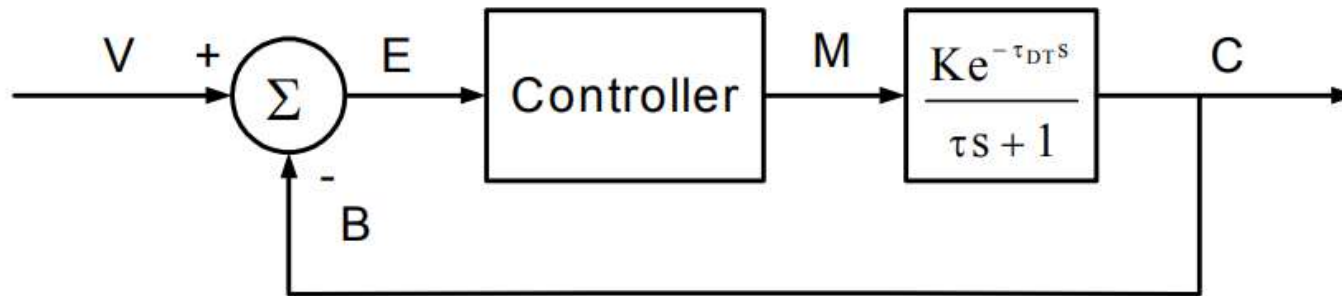 V
+
Σ
-
B
E
Controller
M
Ke^{-τ_{DT}s}
τs + 1
C